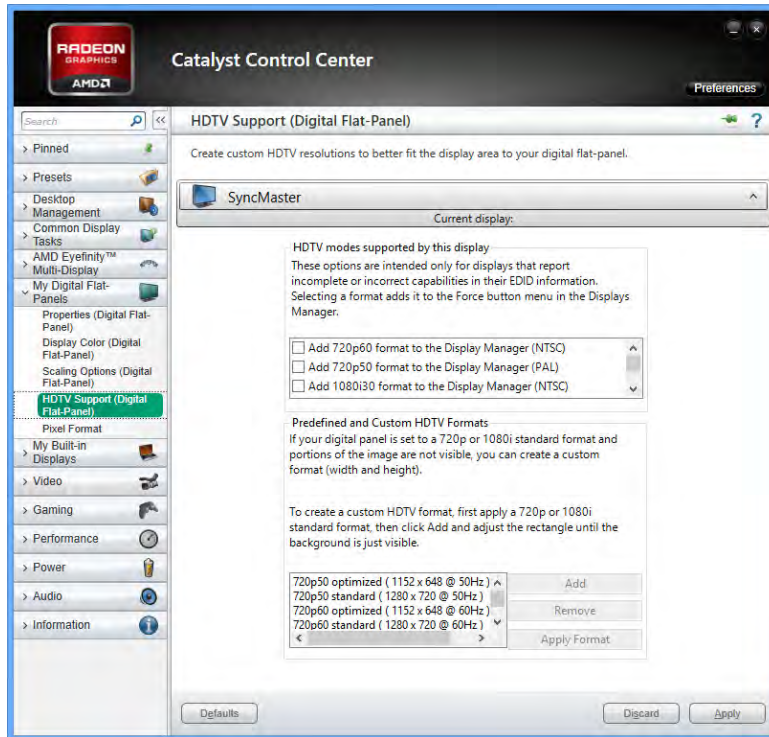 RADEON
GRAPHICS
AMD
Catalyst Control Center
Preferences
Search
<<
HDTV Support (Digital Flat-Panel)
?
> Pinned
Create custom HDTV resolutions to better fit the display area to your digital flat-panel.
> Presets
Desktop
Management
SyncMaster
Current display:
Common Display
Tasks
AMD Eyefinity™
Multi-Display
My Digital Flat-
Panels
Properties (Digital Flat-
Panel)
Display Color (Digital
Flat-Panel)
Scaling Options (Digital
Flat-Panel)
HDTV Support (Digital
Flat-Panel)
Pixel Format
My Built-in
Displays
> Video
> Gaming
> Performance
> Power
> Audio
> Information
HDTV modes supported by this display
These options are intended only for displays that report
incomplete or incorrect capabilities in their EDID information.
Selecting a format adds it to the Force button menu in the Displays
Manager.
Add 720p60 format to the Display Manager (NTSC)
Add 720p50 format to the Display Manager (PAL)
Add 1080i30 format to the Display Manager (NTSC)
Predefined and Custom HDTV Formats
If your digital panel is set to a 720p or 1080i standard format and
portions of the image are not visible, you can create a custom
format (width and height).
To create a custom HDTV format, first apply a 720p or 1080i
standard format, then click Add and adjust the rectangle until the
background is just visible.
720p50 optimized ( 1152 x 648 @ 50Hz )
720p50 standard ( 1280 x 720 @ 50Hz )
720p60 optimized ( 1152 x 648 @ 60Hz )
720p60 standard ( 1280 x 720 @ 60Hz )
Add
Remove
Apply Format
Defaults
Discard
Apply